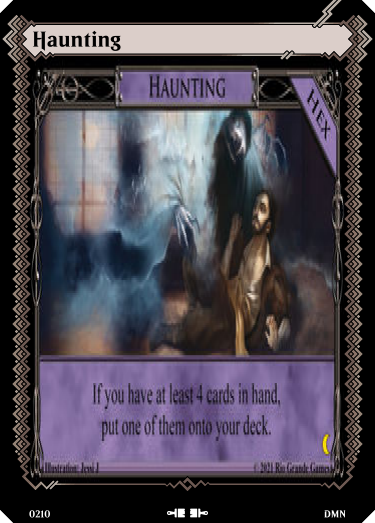 Haunting
HAUNTING
HEX
If you have at least 4 cards in hand,
put one of them onto your deck.
Illustration: Jessi J
© 2021 Rio Grande Games
0210
DMN